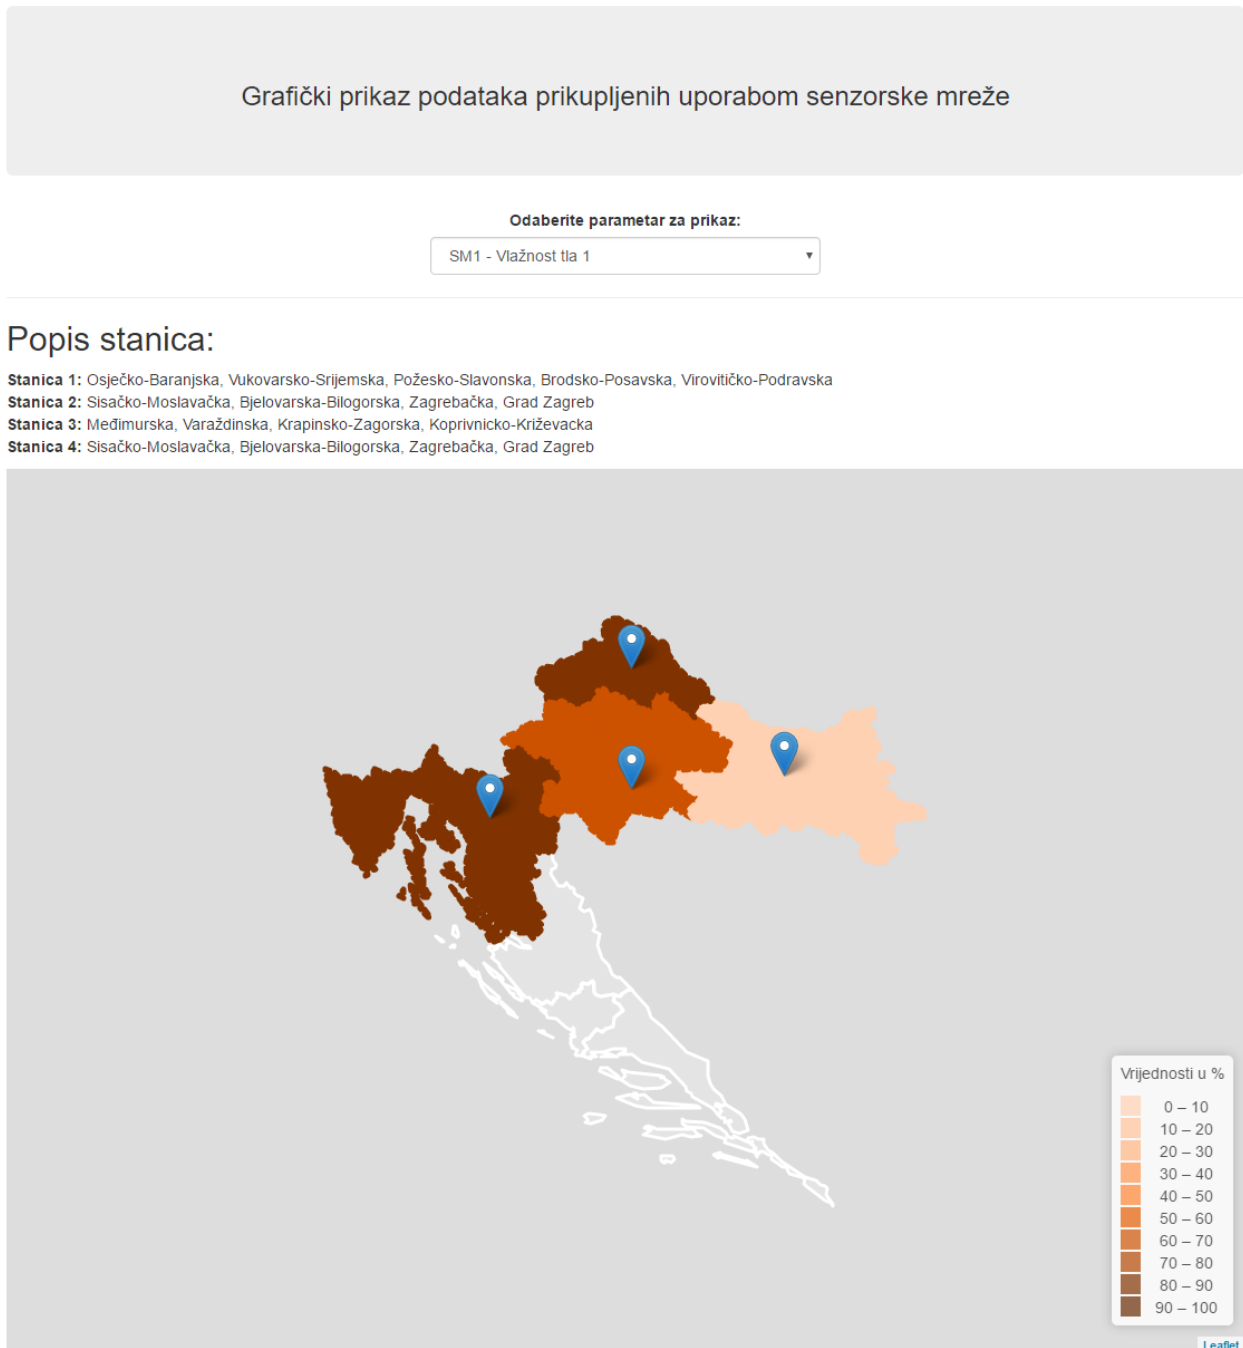 Grafički prikaz podataka prikupljenih uporabom senzorske mreže
Odaberite parametar za prikaz:
SM1 - Vlažnost tla 1
Popis stanica:
Stanica 1: Osječko-Baranjska, Vukovarsko-Srijemska, Požesko-Slavonska, Brodsko-Posavska, Virovitičko-Podravska
Stanica 2: Sisačko-Moslavačka, Bjelovarska-Bilogorska, Zagrebačka, Grad Zagreb
Stanica 3: Međimurska, Varaždinska, Krapinsko-Zagorska, Koprivnicko-Križevacka
Stanica 4: Sisačko-Moslavačka, Bjelovarska-Bilogorska, Zagrebačka, Grad Zagreb
Vrijednosti u %
0 – 10
10 – 20
20 – 30
30 – 40
40 – 50
50 – 60
60 – 70
70 – 80
80 – 90
90 – 100
Leaflet